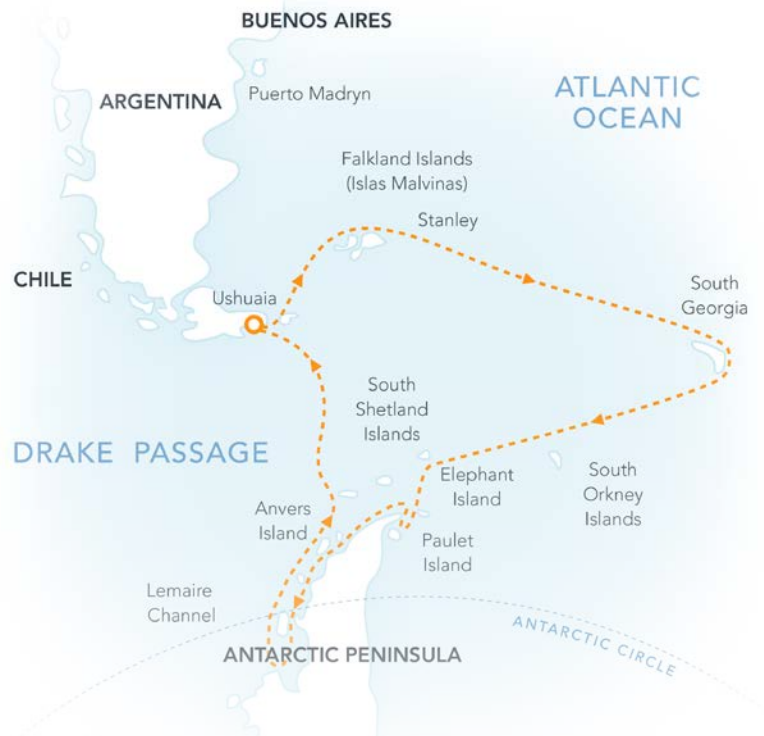 BUENOS AIRES
ARGENTINA
Puerto Madryn
ATLANTIC
OCEAN
Falkland Islands
(Islas Malvinas)
Stanley
CHILE
Ushuaia
South
Georgia
South
Shetland
Islands
DRAKE PASSAGE
Elephant
Island
South
Orkney
Islands
Anvers
Island
Paulet
Island
Lemaire
Channel
ANTARCTIC CIRCLE
ANTARCTIC PENINSULA